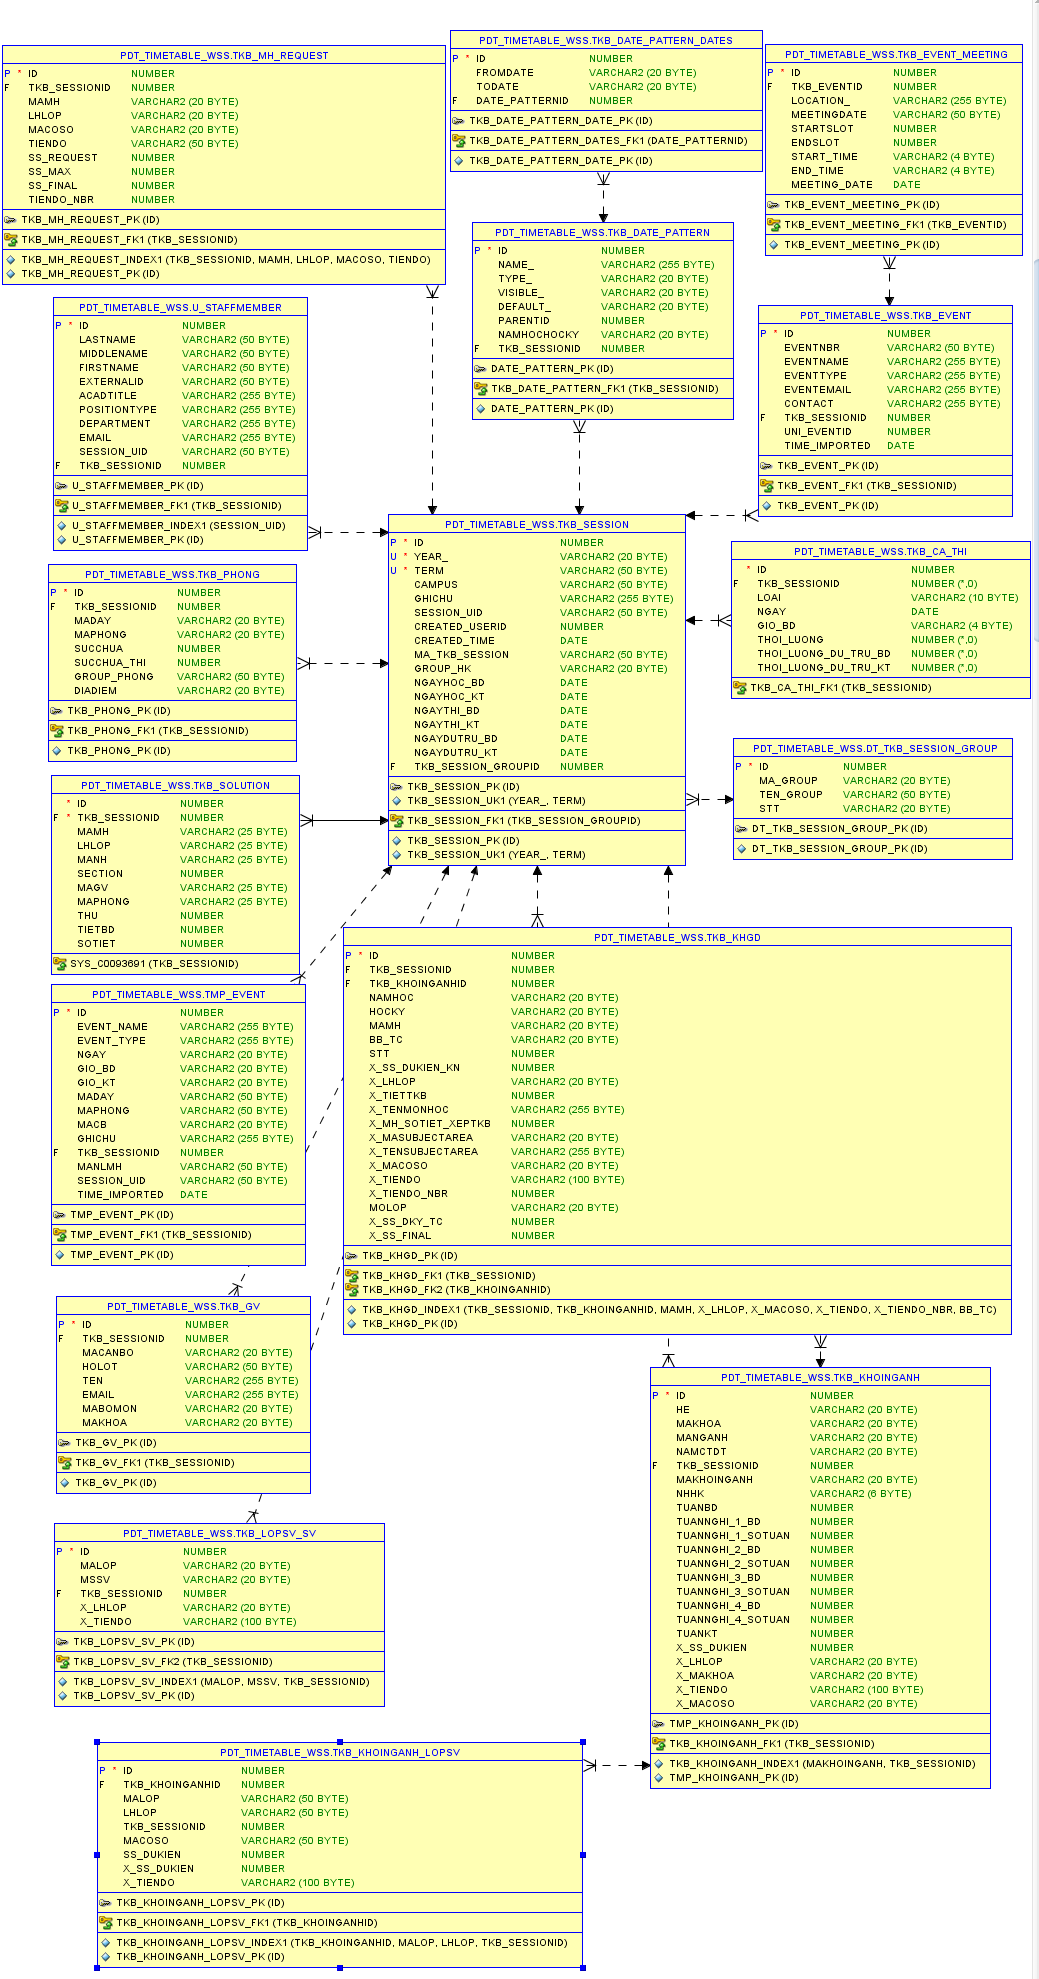 PDT_TIMETABLE_WSS.TKB_MH_REQUEST
P * ID NUMBER
F TKB_SESSIONID NUMBER
MAMH VARCHAR2 (20 BYTE)
LHLOP VARCHAR2 (20 BYTE)
MACOSO VARCHAR2 (20 BYTE)
TIENDO VARCHAR2 (50 BYTE)
SS_REQUEST NUMBER
SS_MAX NUMBER
SS_FINAL NUMBER
TIENDO_NBR NUMBER
TKB_MH_REQUEST_PK (ID)
TKB_MH_REQUEST_FK1 (TKB_SESSIONID)
TKB_MH_REQUEST_INDEX1 (TKB_SESSIONID, MAMH, LHLOP, MACOSO, TIENDO)
TKB_MH_REQUEST_PK (ID)
PDT_TIMETABLE_WSS.TKB_DATE_PATTERN_DATES
P * ID NUMBER
FROMDATE VARCHAR2 (20 BYTE)
TODATE VARCHAR2 (20 BYTE)
F DATE_PATTERNID NUMBER
TKB_DATE_PATTERN_DATE_PK (ID)
TKB_DATE_PATTERN_DATES_FK1 (DATE_PATTERNID)
TKB_DATE_PATTERN_DATE_PK (ID)
PDT_TIMETABLE_WSS.TKB_EVENT_MEETING
P * ID NUMBER
F TKB_EVENTID NUMBER
LOCATION_ VARCHAR2 (255 BYTE)
MEETINGDATE VARCHAR2 (50 BYTE)
STARTSLOT NUMBER
ENDSLOT NUMBER
START_TIME VARCHAR2 (4 BYTE)
END_TIME VARCHAR2 (4 BYTE)
MEETING_DATE DATE
TKB_EVENT_MEETING_PK (ID)
TKB_EVENT_MEETING_FK1 (TKB_EVENTID)
TKB_EVENT_MEETING_PK (ID)
PDT_TIMETABLE_WSS.TKB_DATE_PATTERN
P * ID NUMBER
NAME_ VARCHAR2 (255 BYTE)
TYPE_ VARCHAR2 (20 BYTE)
VISIBLE_ VARCHAR2 (20 BYTE)
DEFAULT_ VARCHAR2 (20 BYTE)
PARENTID NUMBER
NAMHOCHOCKY VARCHAR2 (20 BYTE)
F TKB_SESSIONID NUMBER
DATE_PATTERN_PK (ID)
TKB_DATE_PATTERN_FK1 (TKB_SESSIONID)
DATE_PATTERN_PK (ID)
PDT_TIMETABLE_WSS.U_STAFFMEMBER
P * ID NUMBER
LASTNAME VARCHAR2 (50 BYTE)
MIDDLENAME VARCHAR2 (50 BYTE)
FIRSTNAME VARCHAR2 (50 BYTE)
EXTERNALID VARCHAR2 (50 BYTE)
ACADTITLE VARCHAR2 (255 BYTE)
POSITIONTYPE VARCHAR2 (255 BYTE)
DEPARTMENT VARCHAR2 (255 BYTE)
EMAIL VARCHAR2 (255 BYTE)
SESSION_UID VARCHAR2 (50 BYTE)
F TKB_SESSIONID NUMBER
U_STAFFMEMBER_PK (ID)
U_STAFFMEMBER_FK1 (TKB_SESSIONID)
U_STAFFMEMBER_INDEX1 (SESSION_UID)
U_STAFFMEMBER_PK (ID)
PDT_TIMETABLE_WSS.TKB_EVENT
P * ID NUMBER
EVENTNBR VARCHAR2 (50 BYTE)
EVENTNAME VARCHAR2 (255 BYTE)
EVENTTYPE VARCHAR2 (255 BYTE)
EVENTEMAIL VARCHAR2 (255 BYTE)
CONTACT VARCHAR2 (255 BYTE)
F TKB_SESSIONID NUMBER
UNI_EVENTID NUMBER
TIME_IMPORTED DATE
TKB_EVENT_PK (ID)
TKB_EVENT_FK1 (TKB_SESSIONID)
TKB_EVENT_PK (ID)
PDT_TIMETABLE_WSS.TKB_SESSION
P * ID NUMBER
U * YEAR_ VARCHAR2 (20 BYTE)
U * TERM VARCHAR2 (50 BYTE)
CAMPUS VARCHAR2 (50 BYTE)
GHICHU VARCHAR2 (255 BYTE)
SESSION_UID VARCHAR2 (50 BYTE)
CREATED_USERID NUMBER
CREATED_TIME DATE
MA_TKB_SESSION VARCHAR2 (50 BYTE)
GROUP_HK VARCHAR2 (20 BYTE)
NGAYHOC_BD DATE
NGAYHOC_KT DATE
NGAYTHI_BD DATE
NGAYTHI_KT DATE
NGAYDUTRU_BD DATE
NGAYDUTRU_KT DATE
F TKB_SESSION_GROUPID NUMBER
TKB_SESSION_PK (ID)
TKB_SESSION_UK1 (YEAR_, TERM)
TKB_SESSION_FK1 (TKB_SESSION_GROUPID)
TKB_SESSION_PK (ID)
TKB_SESSION_UK1 (YEAR_, TERM)
PDT_TIMETABLE_WSS.TKB_CA_THI
* ID NUMBER
F TKB_SESSIONID NUMBER (*,0)
LOAI VARCHAR2 (10 BYTE)
NGAY DATE
GIO_BD VARCHAR2 (4 BYTE)
THOI_LUONG NUMBER (*,0)
THOI_LUONG_DU_TRU_BD NUMBER (*,0)
THOI_LUONG_DU_TRU_KT NUMBER (*,0)
TKB_CA_THI_FK1 (TKB_SESSIONID)
PDT_TIMETABLE_WSS.TKB_PHONG
P * ID NUMBER
F TKB_SESSIONID NUMBER
MADAY VARCHAR2 (20 BYTE)
MAPHONG VARCHAR2 (20 BYTE)
SUCCHUA NUMBER
SUCCHUA_THI NUMBER
GROUP_PHONG VARCHAR2 (50 BYTE)
DIADIEM VARCHAR2 (20 BYTE)
TKB_PHONG_PK (ID)
TKB_PHONG_FK1 (TKB_SESSIONID)
TKB_PHONG_PK (ID)
PDT_TIMETABLE_WSS.DT_TKB_SESSION_GROUP
P * ID NUMBER
MA_GROUP VARCHAR2 (20 BYTE)
TEN_GROUP VARCHAR2 (50 BYTE)
STT VARCHAR2 (20 BYTE)
DT_TKB_SESSION_GROUP_PK (ID)
DT_TKB_SESSION_GROUP_PK (ID)
PDT_TIMETABLE_WSS.TKB_SOLUTION
* ID NUMBER
F * TKB_SESSIONID NUMBER
MAMH VARCHAR2 (25 BYTE)
LHLOP VARCHAR2 (25 BYTE)
MANH VARCHAR2 (25 BYTE)
SECTION NUMBER
MAGV VARCHAR2 (25 BYTE)
MAPHONG VARCHAR2 (25 BYTE)
THU NUMBER
TIETBD NUMBER
SOTIET NUMBER
SYS_C0093691 (TKB_SESSIONID)
PDT_TIMETABLE_WSS.TKB_KHGD
P * ID NUMBER
F TKB_SESSIONID NUMBER
F TKB_KHOINGANHID NUMBER
NAMHOC VARCHAR2 (20 BYTE)
HOCKY VARCHAR2 (20 BYTE)
MAMH VARCHAR2 (20 BYTE)
BB_TC VARCHAR2 (20 BYTE)
STT NUMBER
X_SS_DUKIEN_KN NUMBER
X_LHLOP VARCHAR2 (20 BYTE)
X_TIETTKB NUMBER
X_TENMONHOC VARCHAR2 (255 BYTE)
X_MH_SOTIET_XEPTKB NUMBER
X_MASUBJECTAREA VARCHAR2 (20 BYTE)
X_TENSUBJECTAREA VARCHAR2 (255 BYTE)
X_MACOSO VARCHAR2 (20 BYTE)
X_TIENDO VARCHAR2 (100 BYTE)
X_TIENDO_NBR NUMBER
MOLOP VARCHAR2 (20 BYTE)
X_SS_DKY_TC NUMBER
X_SS_FINAL NUMBER
TKB_KHGD_PK (ID)
TKB_KHGD_FK1 (TKB_SESSIONID)
TKB_KHGD_FK2 (TKB_KHOINGANHID)
TKB_KHGD_INDEX1 (TKB_SESSIONID, TKB_KHOINGANHID, MAMH, X_LHLOP, X_MACOSO, X_TIENDO, X_TIENDO_NBR, BB_TC)
TKB_KHGD_PK (ID)
PDT_TIMETABLE_WSS.TMP_EVENT
P * ID NUMBER
EVENT_NAME VARCHAR2 (255 BYTE)
EVENT_TYPE VARCHAR2 (255 BYTE)
NGAY VARCHAR2 (20 BYTE)
GIO_BD VARCHAR2 (20 BYTE)
GIO_KT VARCHAR2 (20 BYTE)
MADAY VARCHAR2 (50 BYTE)
MAPHONG VARCHAR2 (50 BYTE)
MACB VARCHAR2 (20 BYTE)
GHICHU VARCHAR2 (255 BYTE)
F TKB_SESSIONID NUMBER
MANLMH VARCHAR2 (50 BYTE)
SESSION_UID VARCHAR2 (50 BYTE)
TIME_IMPORTED DATE
TMP_EVENT_PK (ID)
TMP_EVENT_FK1 (TKB_SESSIONID)
TMP_EVENT_PK (ID)
PDT_TIMETABLE_WSS.TKB_GV
P * ID NUMBER
F TKB_SESSIONID NUMBER
MACANBO VARCHAR2 (20 BYTE)
HOLOT VARCHAR2 (50 BYTE)
TEN VARCHAR2 (255 BYTE)
EMAIL VARCHAR2 (255 BYTE)
MABOMON VARCHAR2 (20 BYTE)
MAKHOA VARCHAR2 (20 BYTE)
TKB_GV_PK (ID)
TKB_GV_FK1 (TKB_SESSIONID)
TKB_GV_PK (ID)
PDT_TIMETABLE_WSS.TKB_KHOINGANH
P * ID NUMBER
HE VARCHAR2 (20 BYTE)
MAKHOA VARCHAR2 (20 BYTE)
MANGANH VARCHAR2 (20 BYTE)
NAMCTDT VARCHAR2 (20 BYTE)
F TKB_SESSIONID NUMBER
MAKHOINGANH VARCHAR2 (20 BYTE)
NHHK VARCHAR2 (6 BYTE)
TUANBD NUMBER
TUANNGHI_1_BD NUMBER
TUANNGHI_1_SOTUAN NUMBER
TUANNGHI_2_BD NUMBER
TUANNGHI_2_SOTUAN NUMBER
TUANNGHI_3_BD NUMBER
TUANNGHI_3_SOTUAN NUMBER
TUANNGHI_4_BD NUMBER
TUANNGHI_4_SOTUAN NUMBER
TUANKT NUMBER
X_SS_DUKIEN NUMBER
X_LHLOP VARCHAR2 (20 BYTE)
X_MAKHOA VARCHAR2 (20 BYTE)
X_TIENDO VARCHAR2 (100 BYTE)
X_MACOSO VARCHAR2 (20 BYTE)
TMP_KHOINGANH_PK (ID)
TKB_KHOINGANH_FK1 (TKB_SESSIONID)
TKB_KHOINGANH_INDEX1 (MAKHOINGANH, TKB_SESSIONID)
TMP_KHOINGANH_PK (ID)
PDT_TIMETABLE_WSS.TKB_LOPSV_SV
P * ID NUMBER
MALOP VARCHAR2 (20 BYTE)
MSSV VARCHAR2 (20 BYTE)
F TKB_SESSIONID NUMBER
X_LHLOP VARCHAR2 (20 BYTE)
X_TIENDO VARCHAR2 (100 BYTE)
TKB_LOPSV_SV_PK (ID)
TKB_LOPSV_SV_FK2 (TKB_SESSIONID)
TKB_LOPSV_SV_INDEX1 (MALOP, MSSV, TKB_SESSIONID)
TKB_LOPSV_SV_PK (ID)
PDT_TIMETABLE_WSS.TKB_KHOINGANH_LOPSV
P * ID NUMBER
F TKB_KHOINGANHID NUMBER
MALOP VARCHAR2 (50 BYTE)
LHLOP VARCHAR2 (50 BYTE)
TKB_SESSIONID NUMBER
MACOSO VARCHAR2 (50 BYTE)
SS_DUKIEN NUMBER
X_SS_DUKIEN NUMBER
X_TIENDO VARCHAR2 (100 BYTE)
TKB_KHOINGANH_LOPSV_PK (ID)
TKB_KHOINGANH_LOPSV_FK1 (TKB_KHOINGANHID)
TKB_KHOINGANH_LOPSV_INDEX1 (TKB_KHOINGANHID, MALOP, LHLOP, TKB_SESSIONID)
TKB_KHOINGANH_LOPSV_PK (ID)